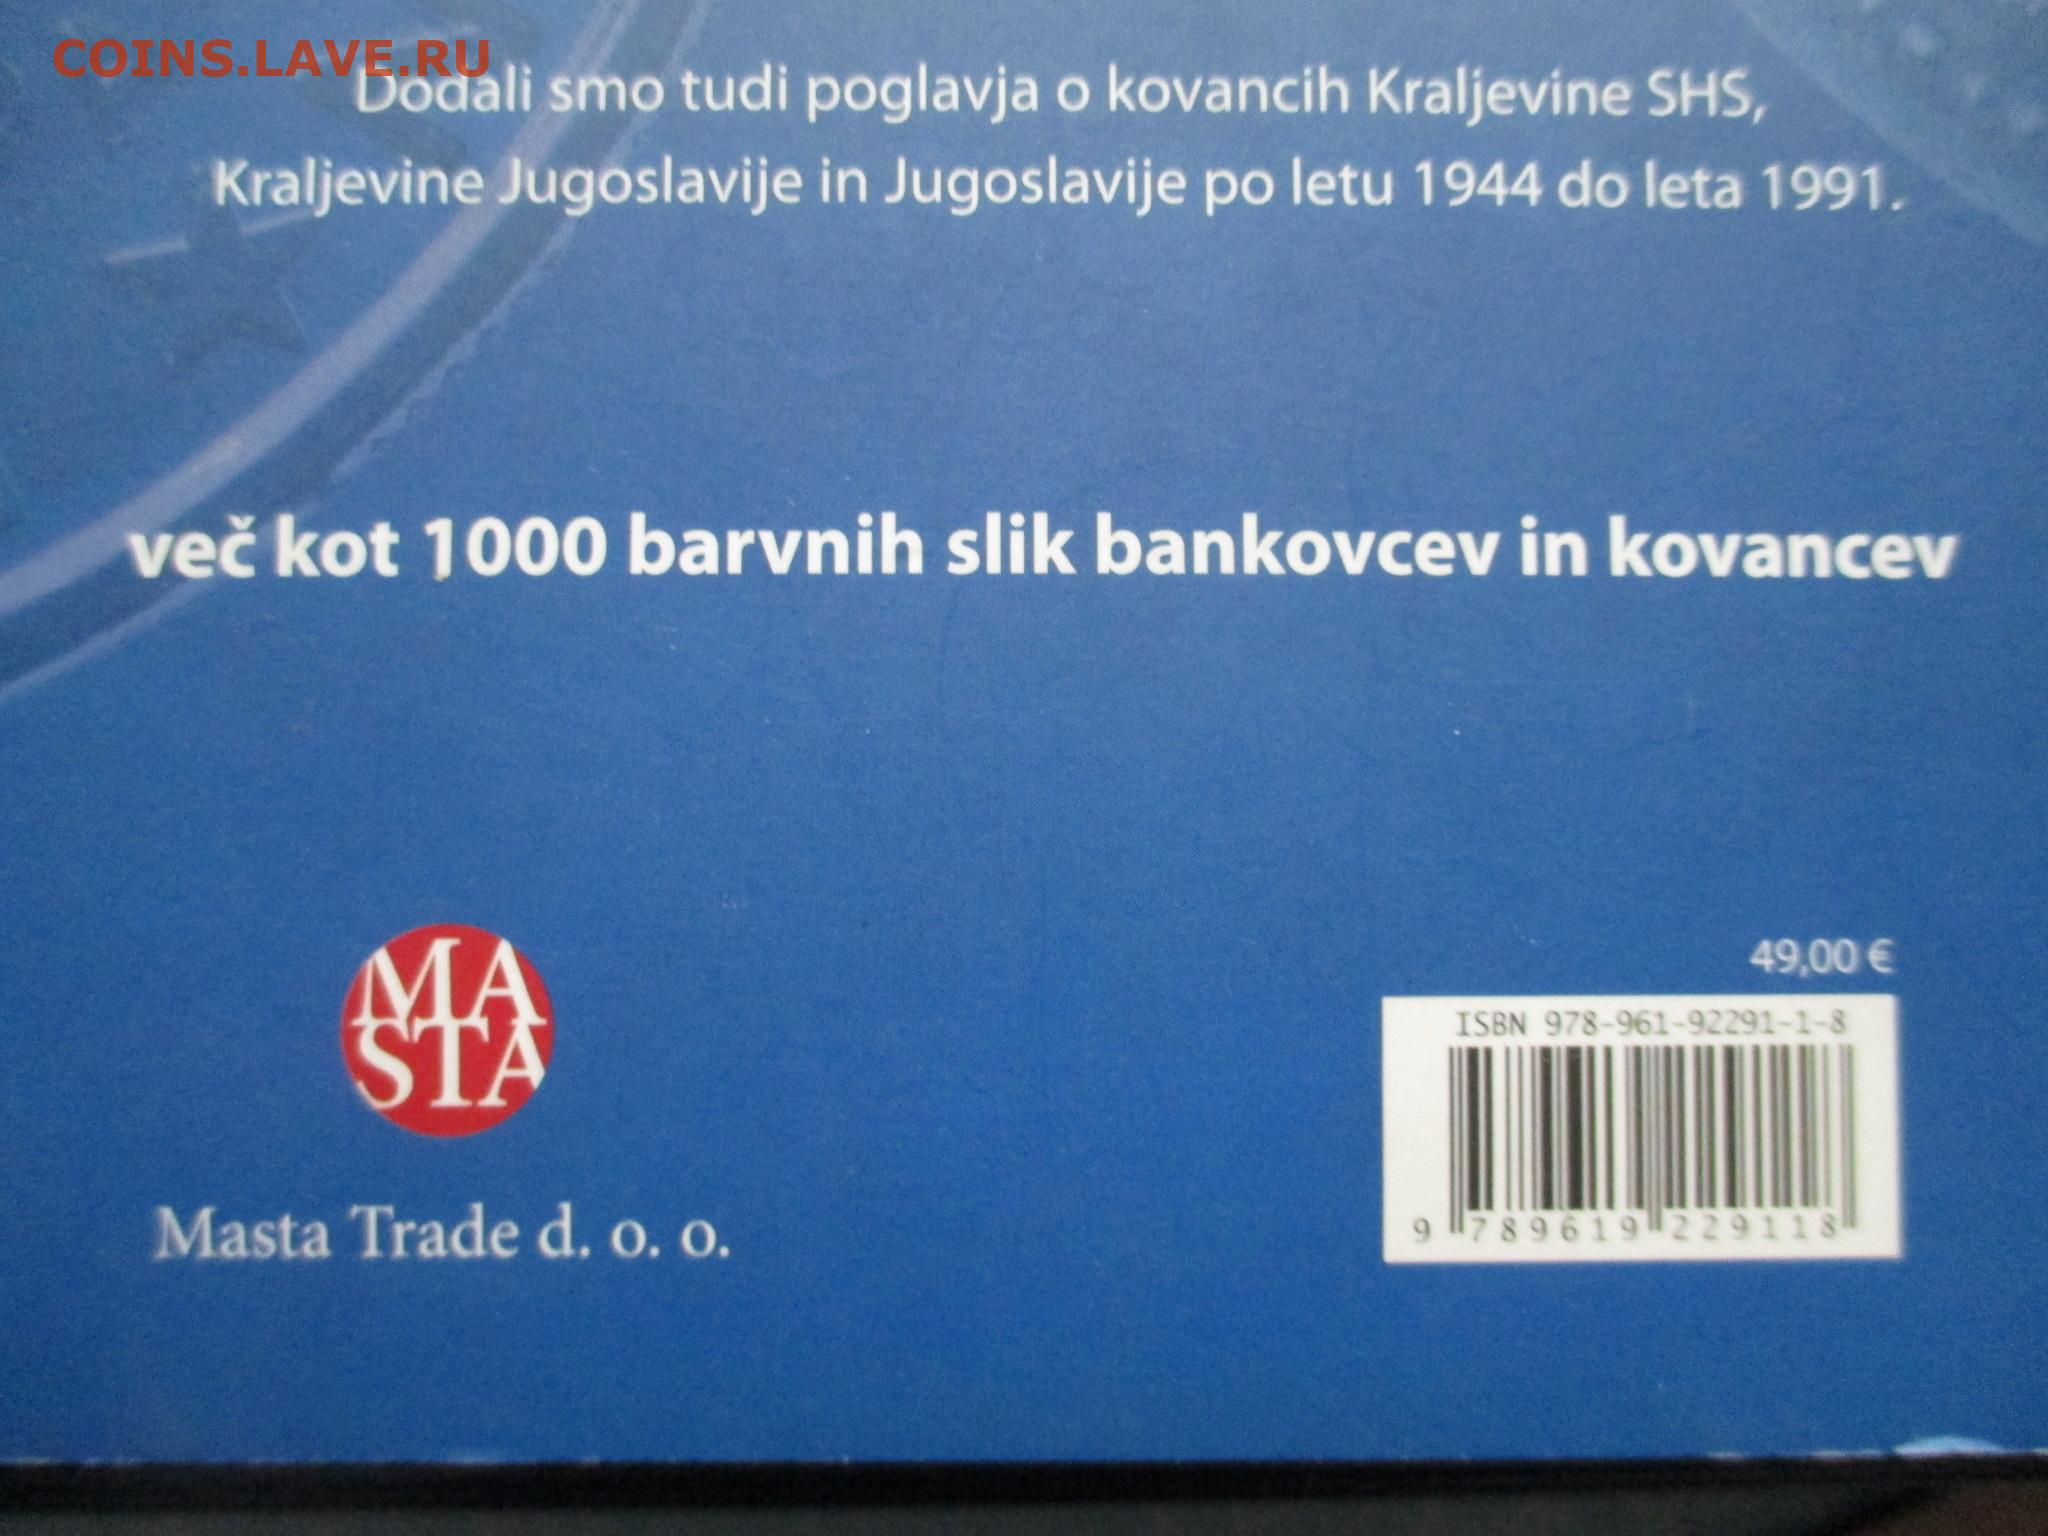 COINS.LAVE.RU
Dodali smo tudi poglavja o kovancih Kraljevine SHS,
Kraljevine Jugoslavije in Jugoslavije po letu 1944 do leta 1991.
več kot 1000 barvnih slik bankovcev in kovancev
MA
STA
Masta Trade d. o. o.
49,00 €
ISBN 978-961-92291-1-8
9 789619 229118